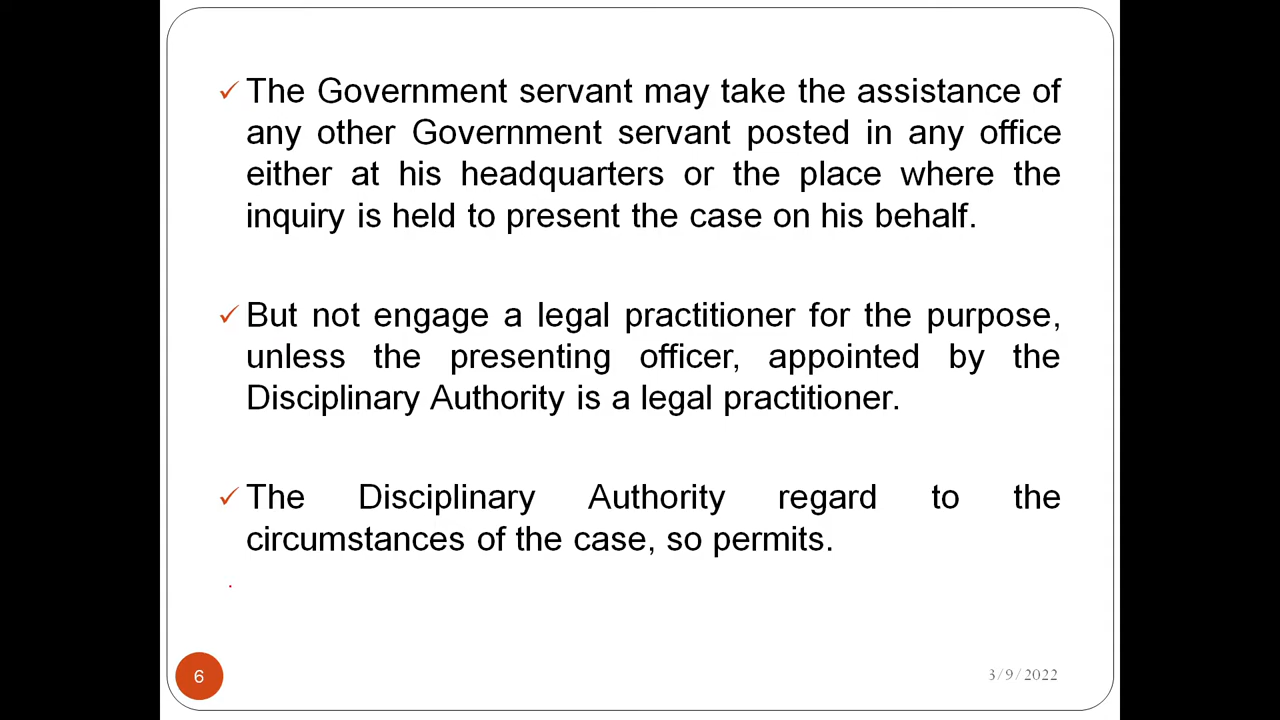 The Government servant may take the assistance of
any other Government servant posted in any office
either at his headquarters or the place where the
inquiry is held to present the case on his behalf.
But not engage a legal practitioner for the purpose,
unless the presenting officer, appointed by the
Disciplinary Authority is a legal practitioner.
The Disciplinary Authority regard to the
circumstances of the case, so permits.
6
3/9/2022